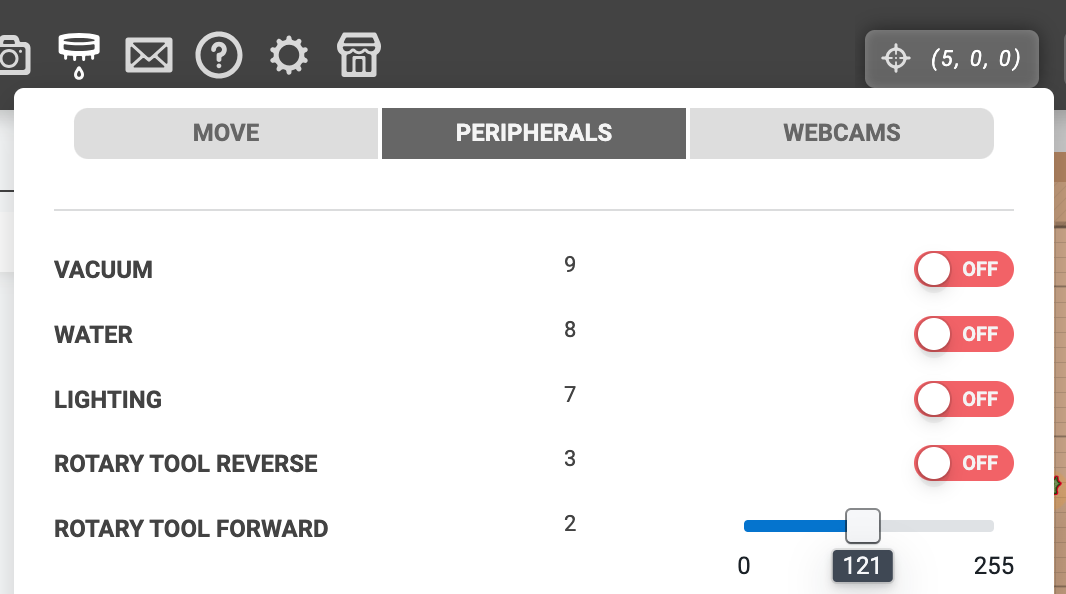 (5, 0, 0)
MOVE PERIPHERALS WEBCAMS
VACUUM 9 OFF
WATER 8 OFF
LIGHTING 7 OFF
ROTARY TOOL REVERSE 3 OFF
ROTARY TOOL FORWARD 2
0 121 255